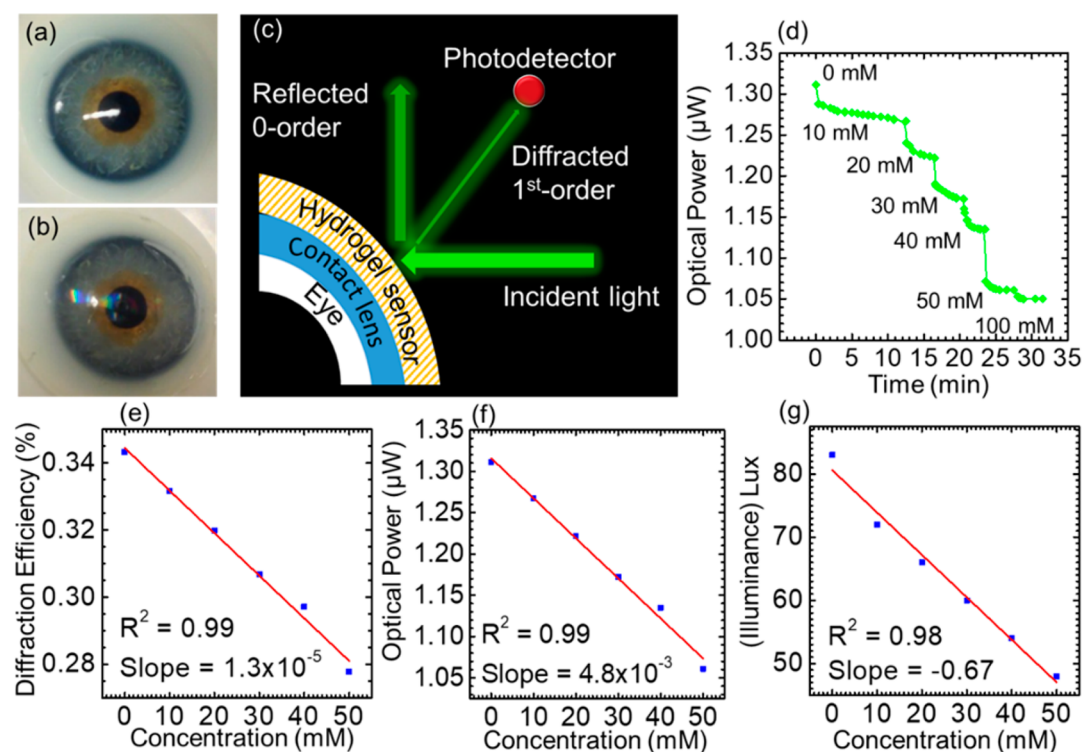 (a)
(b)
(c)
Photodetector
Reflected
0-order
Diffracted
1st-order
Incident light
Hydrogel sensor
Contact lens
Eye
(d)
Optical Power (μW)
1.35
1.30
1.25
1.20
1.15
1.10
1.05
1.00
0 mM
10 mM
20 mM
30 mM
40 mM
50 mM
100 mM
0 5 10 15 20 25 30 35
Time (min)
(e)
Diffraction Efficiency (%)
0.34
0.32
0.30
0.28
R² = 0.99
Slope = 1.3x10⁻⁵
0 10 20 30 40 50
Concentration (mM)
(f)
Optical Power (μW)
1.35
1.30
1.25
1.20
1.15
1.10
1.05
R² = 0.99
Slope = 4.8x10⁻³
0 10 20 30 40 50
Concentration (mM)
(g)
(Illuminance) Lux
80
70
60
50
R² = 0.98
Slope = -0.67
0 10 20 30 40 50
Concentration (mM)